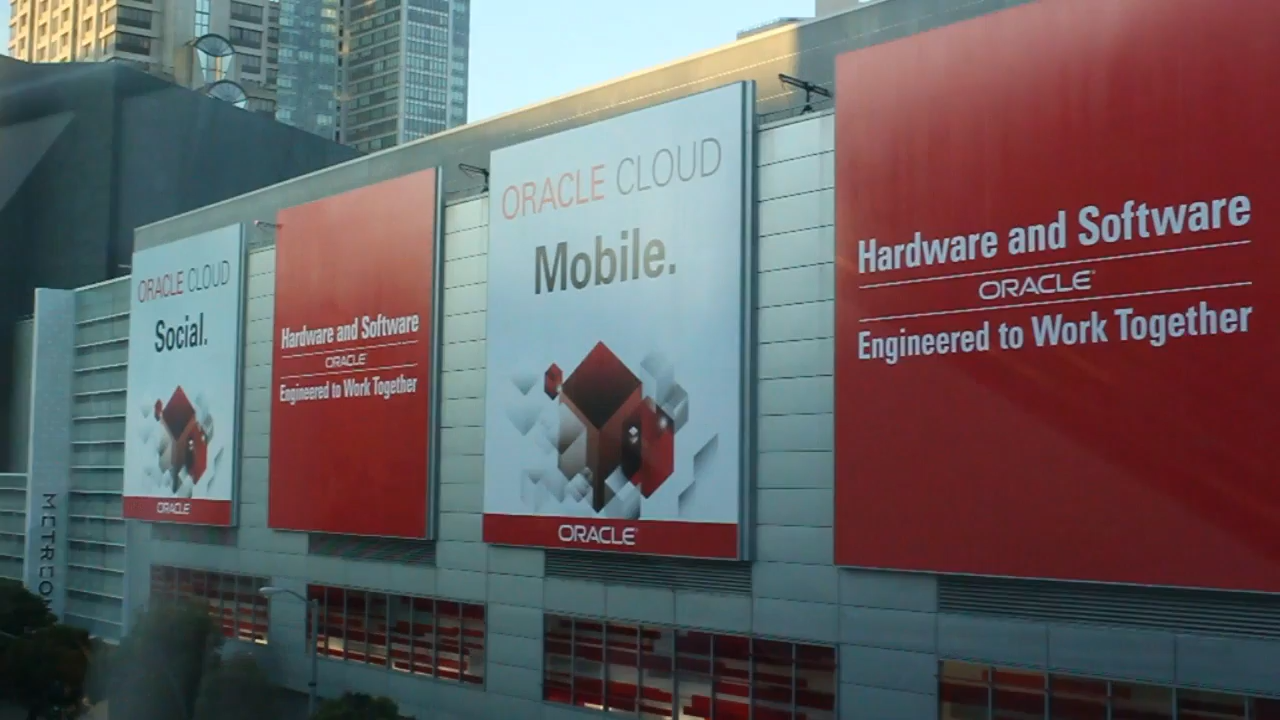 ORACLE CLOUD
Social.
ORACLE
Hardware and Software
ORACLE
Engineered to Work Together
ORACLE CLOUD
Mobile.
ORACLE
Hardware and Software
ORACLE
Engineered to Work Together
METREON